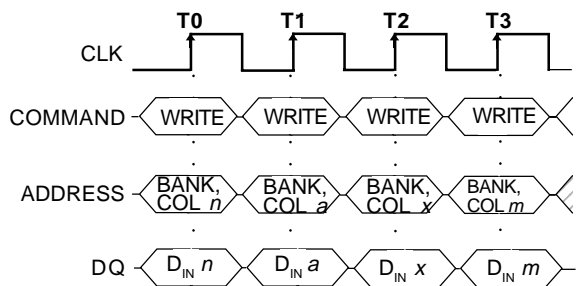 T0 T1 T2 T3
CLK
COMMAND WRITE WRITE WRITE WRITE
BANK, BANK, BANK, BANK,
ADDRESS COL n COL a COL x COL m
DQ DIN n DIN a DIN x DIN m